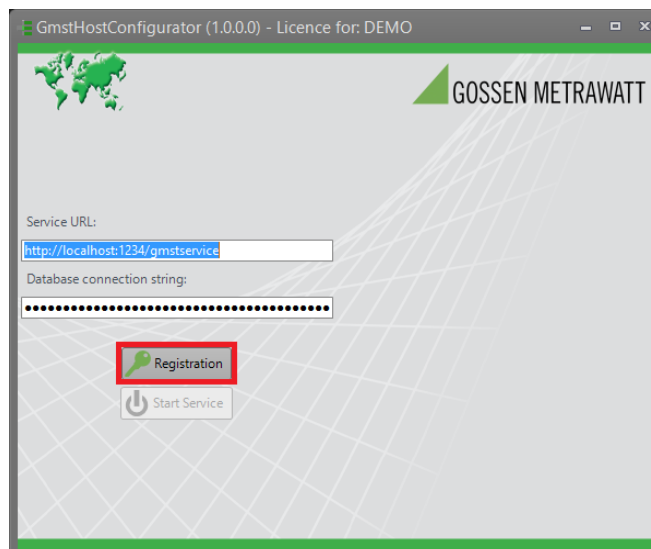 GmstHostConfigurator (1.0.0.0) - Licence for: DEMO
GOSSEN METRAWATT
Service URL:
http://localhost:1234/gmstservice
Database connection string:
●●●●●●●●●●●●●●●●●●●●●●●●●●●●●●●●●●●●●●●
Registration
Start Service